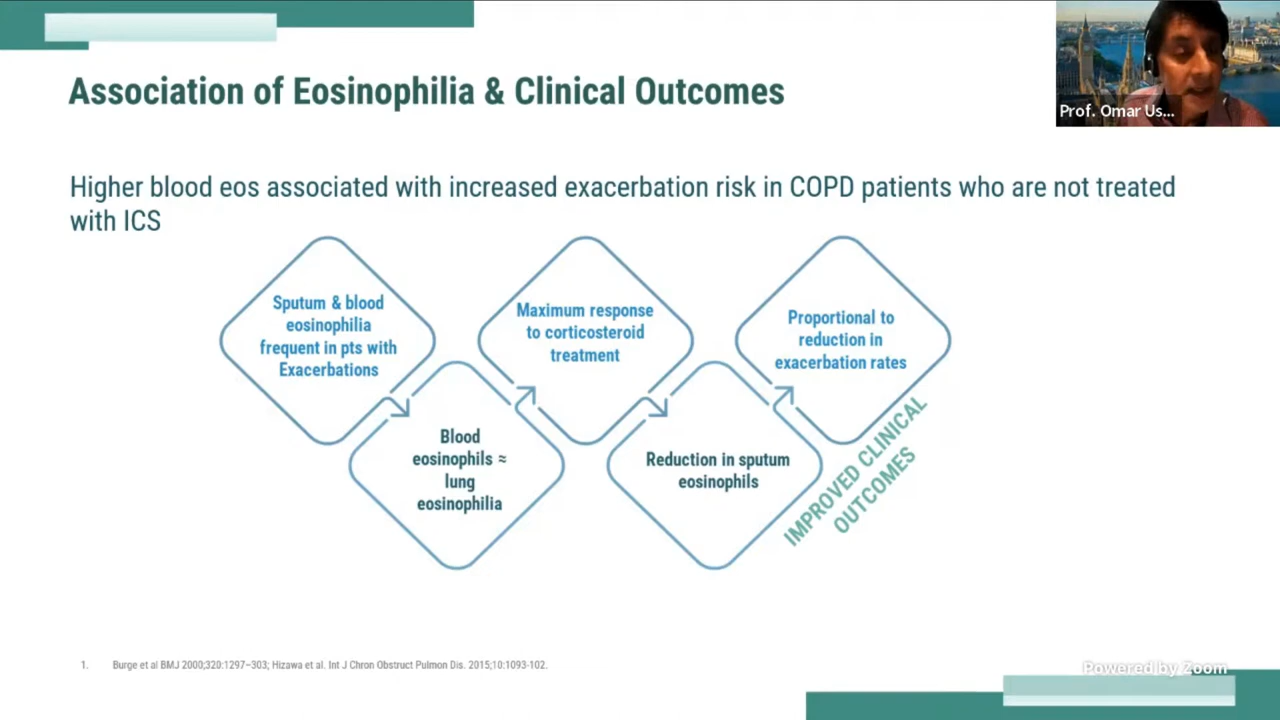 Association of Eosinophilia & Clinical Outcomes
Prof. Omar Us...
Higher blood eos associated with increased exacerbation risk in COPD patients who are not treated
with ICS
Sputum & blood
eosinophilia
frequent in pts with
Exacerbations
Blood
eosinophils ≈
lung
eosinophilia
Maximum response
to corticosteroid
treatment
Reduction in sputum
eosinophils
Proportional to
reduction in
exacerbation rates
IMPROVED CLINICAL
OUTCOMES
1. Burge et al BMJ 2000;320:1297–303; Hizawa et al. Int J Chron Obstruct Pulmon Dis. 2015;10:1093-102.
Powered by Zoom